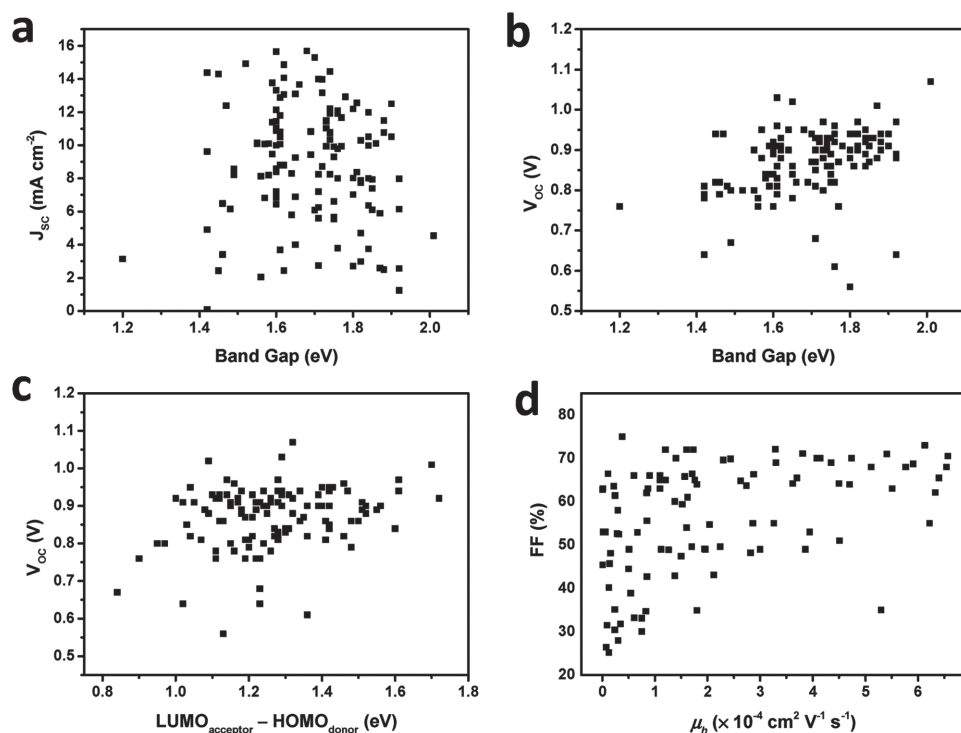 a
16
14
12
10
8
6
4
2
0
J_sc (mA cm⁻²)
1.2 1.4 1.6 1.8 2.0
Band Gap (eV)
b
1.2
1.1
1.0
0.9
0.8
0.7
0.6
0.5
V_OC (V)
1.2 1.4 1.6 1.8 2.0
Band Gap (eV)
c
1.2
1.1
1.0
0.9
0.8
0.7
0.6
0.5
V_OC (V)
0.8 1.0 1.2 1.4 1.6 1.8
LUMO_acceptor – HOMO_donor (eV)
d
80
70
60
50
40
30
20
FF (%)
0 1 2 3 4 5 6
μ_h (× 10⁻⁴ cm² V⁻¹ s⁻¹)